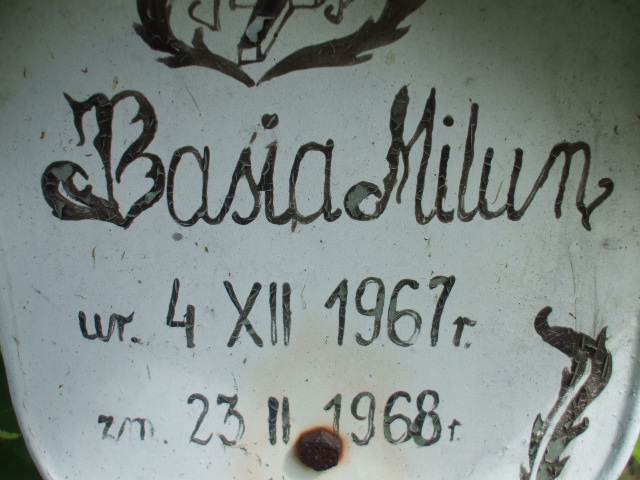 Basia Milun
ur. 4 XII 1967 r.
zm. 23 II 1968 r.